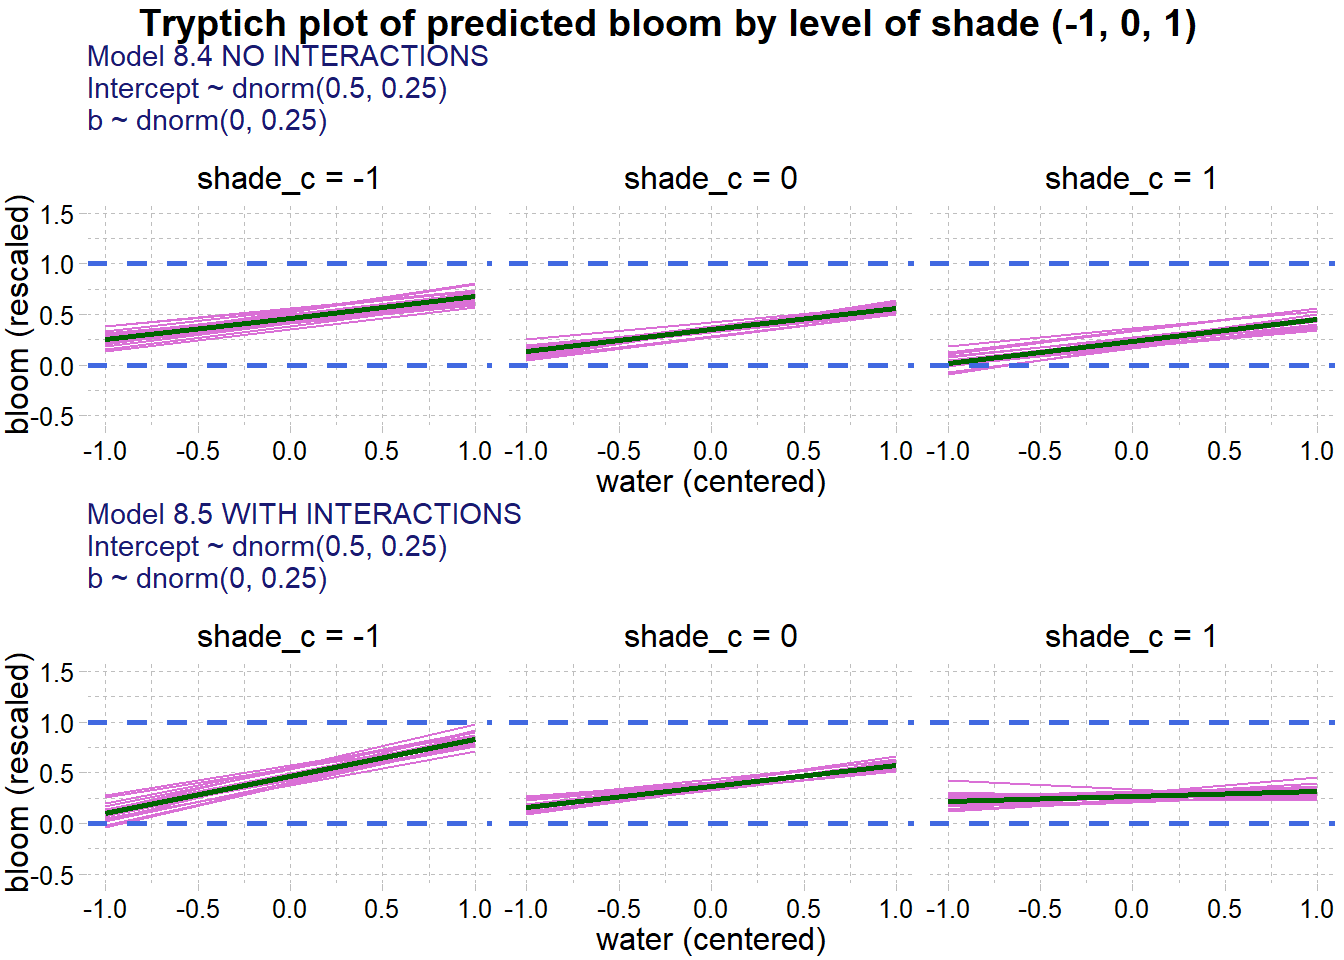 Tryptich plot of predicted bloom by level of shade (-1, 0, 1)
Model 8.4 NO INTERACTIONS
Intercept ~ dnorm(0.5, 0.25)
b ~ dnorm(0, 0.25)
shade_c = -1 shade_c = 0 shade_c = 1
bloom (rescaled)
1.5
1.0
0.5
0.0
-0.5
-1.0 -0.5 0.0 0.5 1.0 -1.0 -0.5 0.0 0.5 1.0 -1.0 -0.5 0.0 0.5 1.0
water (centered)
Model 8.5 WITH INTERACTIONS
Intercept ~ dnorm(0.5, 0.25)
b ~ dnorm(0, 0.25)
shade_c = -1 shade_c = 0 shade_c = 1
bloom (rescaled)
1.5
1.0
0.5
0.0
-0.5
-1.0 -0.5 0.0 0.5 1.0 -1.0 -0.5 0.0 0.5 1.0 -1.0 -0.5 0.0 0.5 1.0
water (centered)